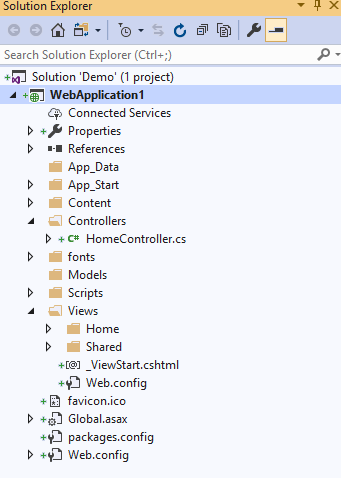 Solution Explorer
Search Solution Explorer (Ctrl+;)
Solution 'Demo' (1 project)
WebApplication1
Connected Services
Properties
References
App_Data
App_Start
Content
Controllers
C# HomeController.cs
fonts
Models
Scripts
Views
Home
Shared
_ViewStart.cshtml
Web.config
favicon.ico
Global.asax
packages.config
Web.config